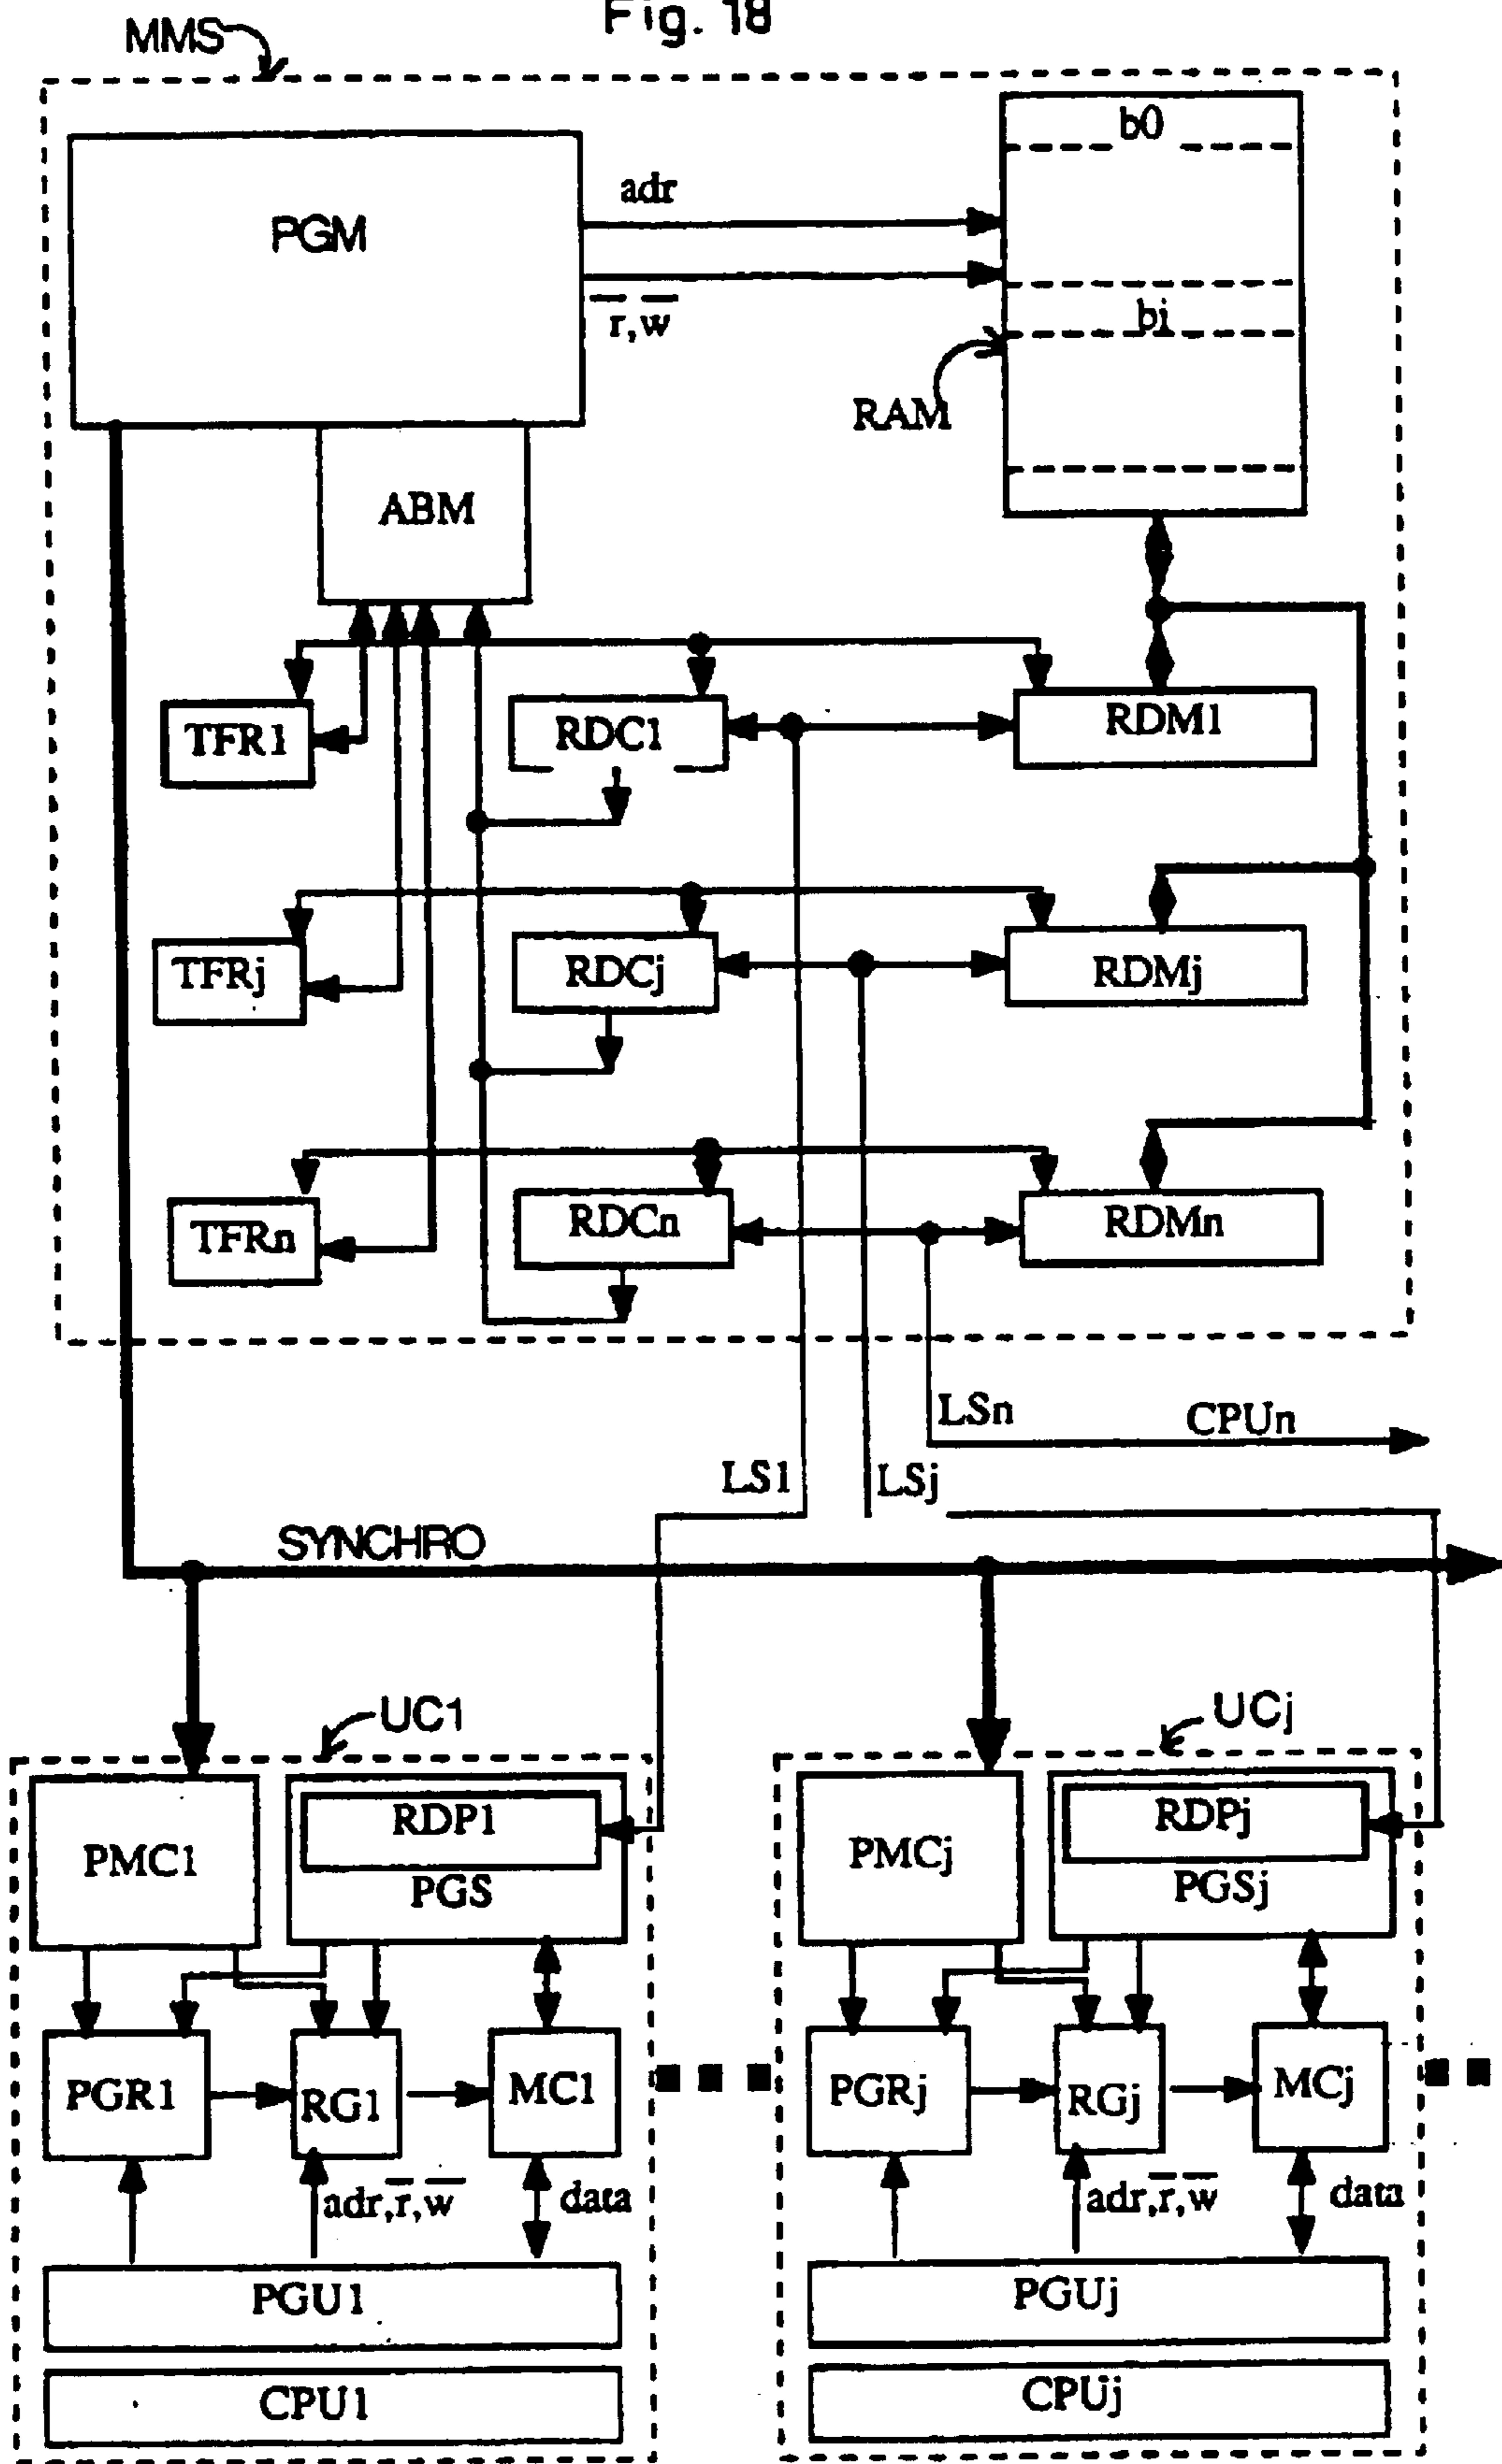 Fig. 18
MMS
b0
adr
PGM
r̅,w̅
bi
RAM
ABM
TFR1
RDC1
RDM1
TFRj
RDCj
RDMj
TFRn
RDCn
RDMn
LSn
CPUn
LS1
LSj
SYNCHRO
UC1
UCj
PMC1
RDP1
PGS
PMCj
RDPj
PGSj
PGR1
RG1
MC1
PGRj
RGj
MCj
adr,r̅,w̅
data
adr,r̅,w̅
data
PGU1
PGUj
CPU1
CPUj